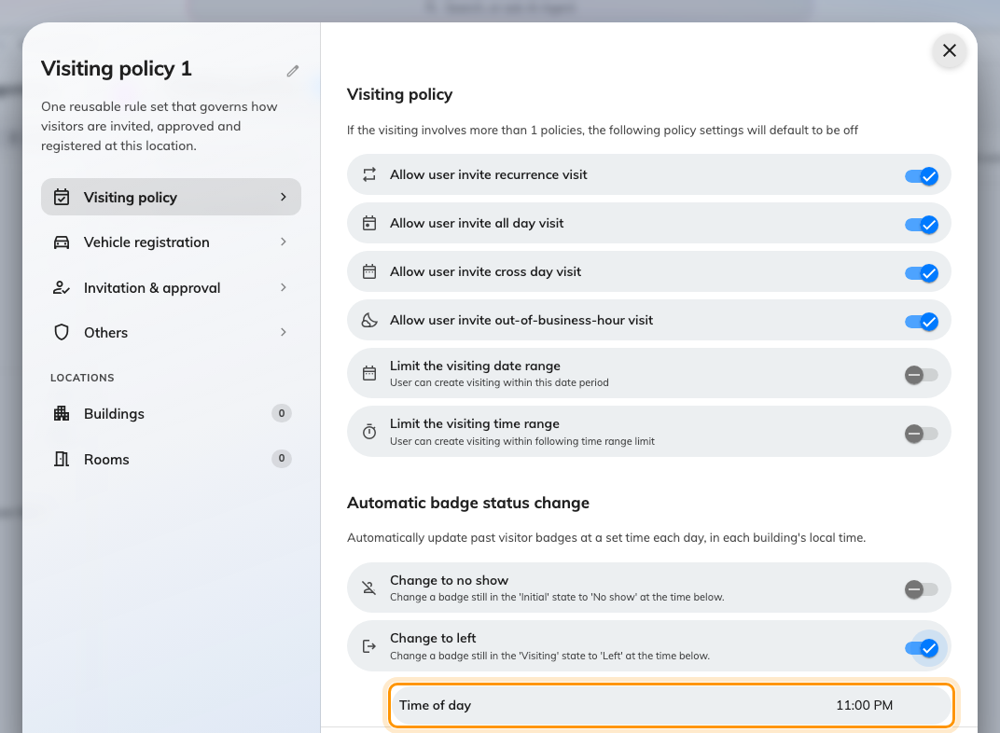 Visiting policy 1
One reusable rule set that governs how
visitors are invited, approved and
registered at this location.
Visiting policy
Vehicle registration
Invitation & approval
Others
LOCATIONS
Buildings 0
Rooms 0
Visiting policy
If the visiting involves more than 1 policies, the following policy settings will default to be off
Allow user invite recurrence visit
Allow user invite all day visit
Allow user invite cross day visit
Allow user invite out-of-business-hour visit
Limit the visiting date range
User can create visiting within this date period
Limit the visiting time range
User can create visiting within following time range limit
Automatic badge status change
Automatically update past visitor badges at a set time each day, in each building's local time.
Change to no show
Change a badge still in the 'Initial' state to 'No show' at the time below.
Change to left
Change a badge still in the 'Visiting' state to 'Left' at the time below.
Time of day 11:00 PM